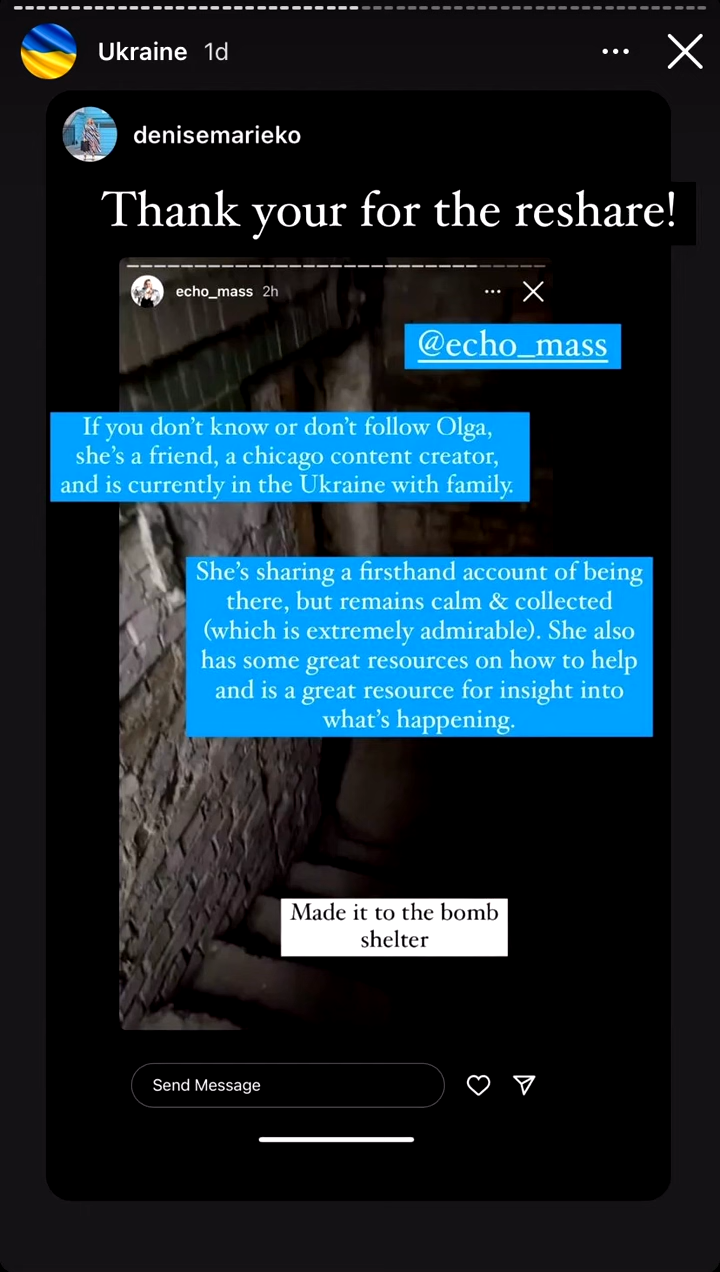 Ukraine 1d
denisemarieko
Thank your for the reshare!
echo_mass 2h
@echo_mass
If you don’t know or don’t follow Olga,
she’s a friend, a chicago content creator,
and is currently in the Ukraine with family.
She’s sharing a firsthand account of being
there, but remains calm & collected
(which is extremely admirable). She also
has some great resources on how to help
and is a great resource for insight into
what’s happening.
Made it to the bomb
shelter
Send Message